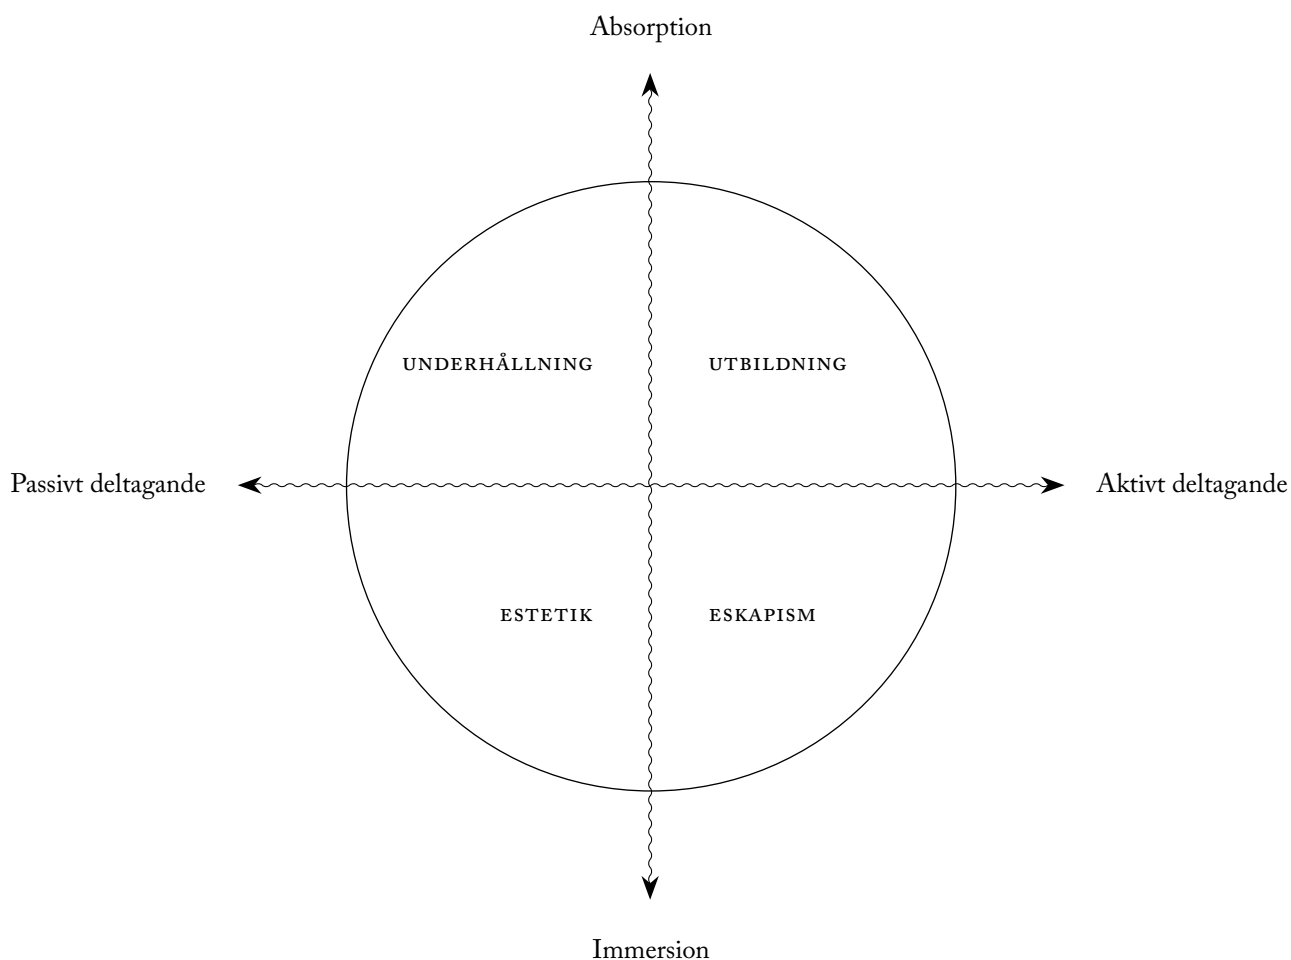 Absorption
UNDERHÅLLNING
UTBILDNING
Passivt deltagande
Aktivt deltagande
ESTETIK
ESKAPISM
Immersion